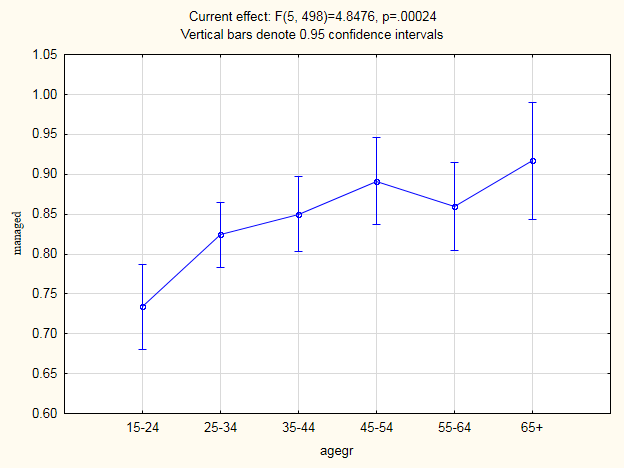 Current effect: F(5, 498)=4.8476, p=.00024
Vertical bars denote 0.95 confidence intervals
1.05
1.00
0.95
0.90
0.85
0.80
0.75
0.70
0.65
0.60
managed
15-24 25-34 35-44 45-54 55-64 65+
agegr